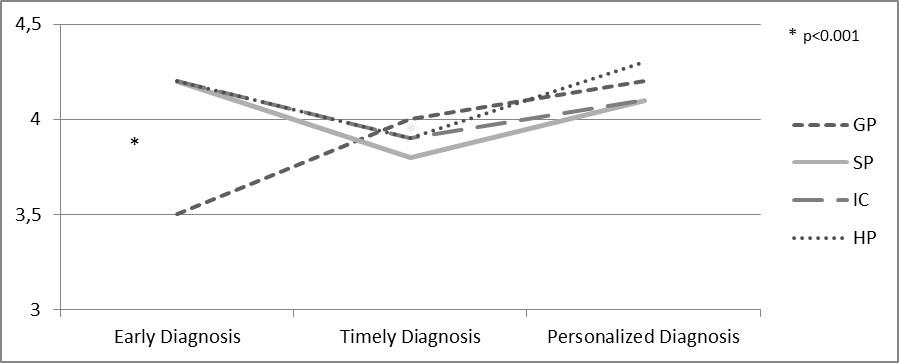 4,5
4
3,5
3
*
Early Diagnosis
Timely Diagnosis
Personalized Diagnosis
* p<0.001
GP
SP
IC
HP